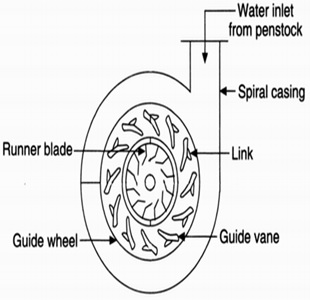 Water inlet
from penstock
Spiral casing
Runner blade
Link
Guide wheel
Guide vane